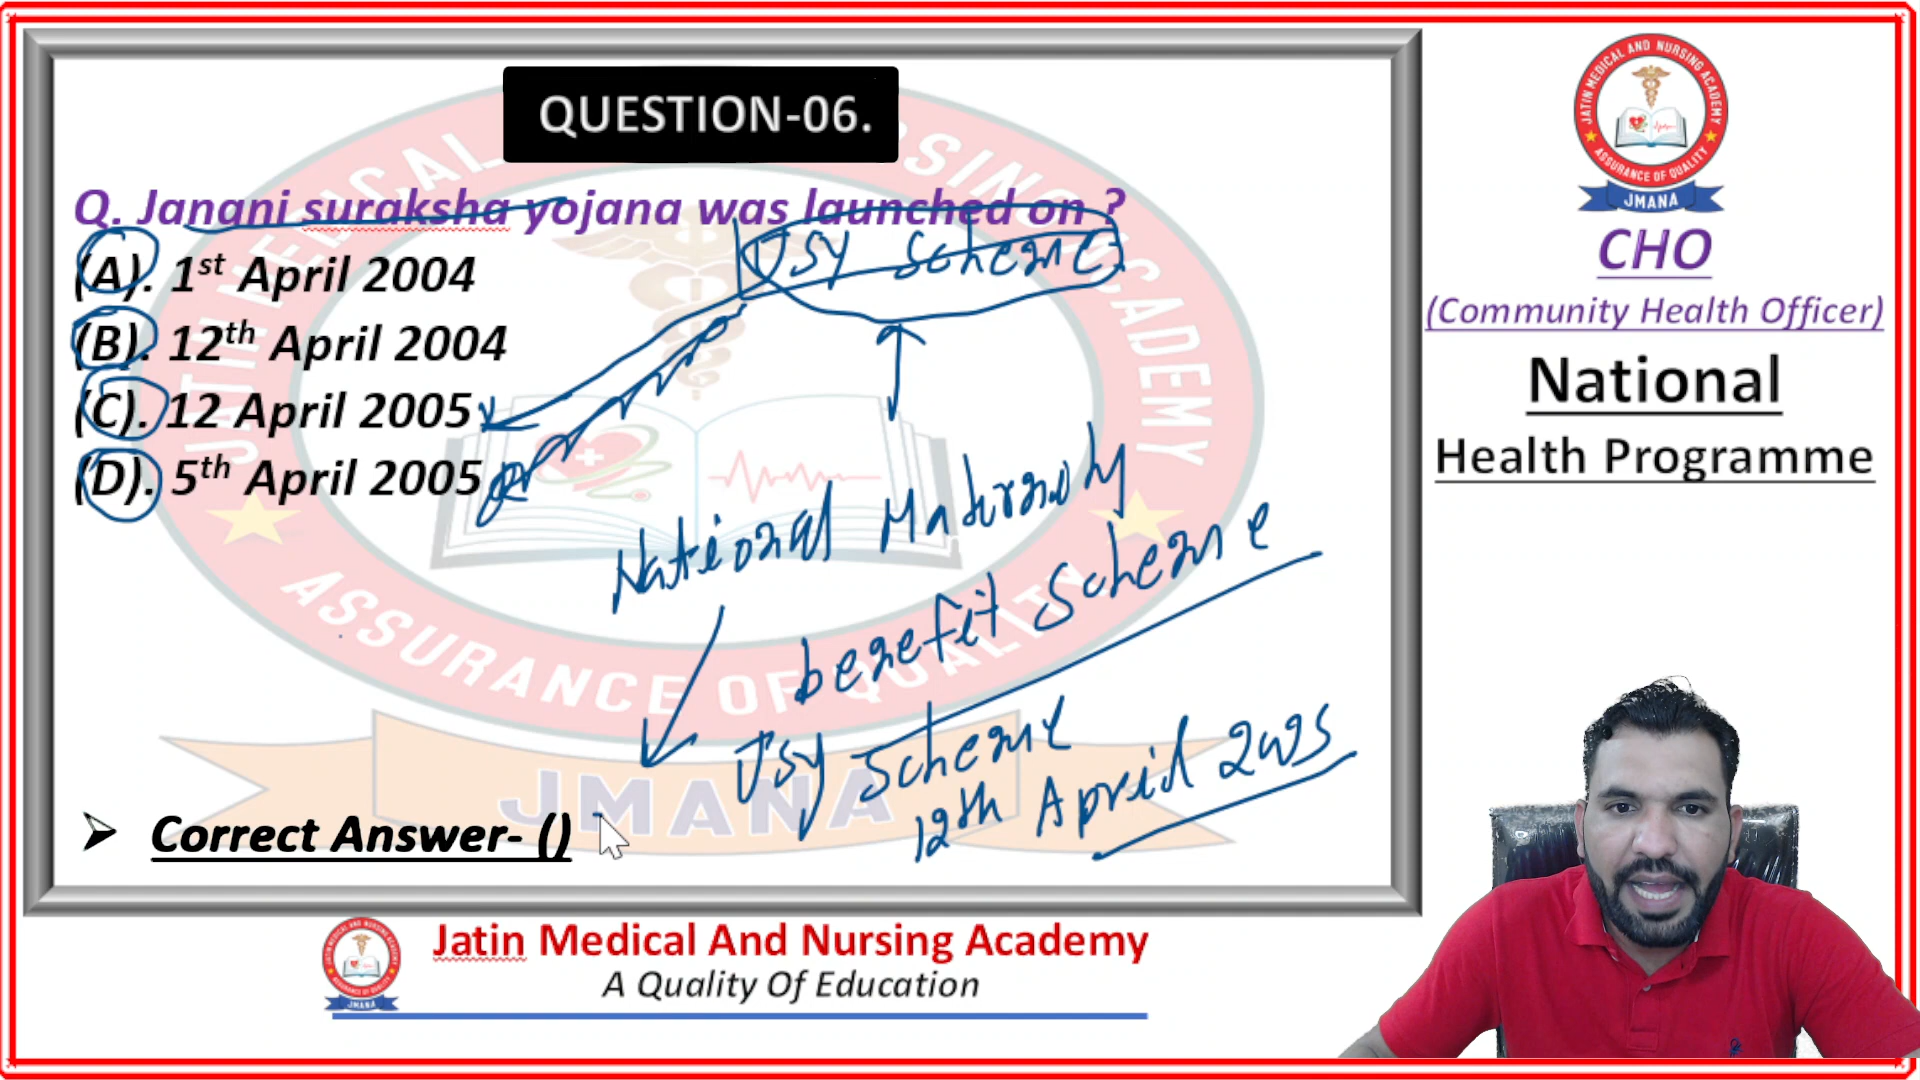 QUESTION-06.
Q. Janani suraksha yojana was launched on ?
JSY Scheme
(A). 1st April 2004
(B). 12th April 2004
(C). 12 April 2005
(D). 5th April 2005
National
benefit Scheme
JSY Scheme
12th April 2005
➢ Correct Answer- ()
JATIN MEDICAL AND NURSING ACADEMY
ASSURANCE OF QUALITY
JMANA
CHO
(Community Health Officer)
National
Health Programme
JMANA
Jatin Medical And Nursing Academy
A Quality Of Education